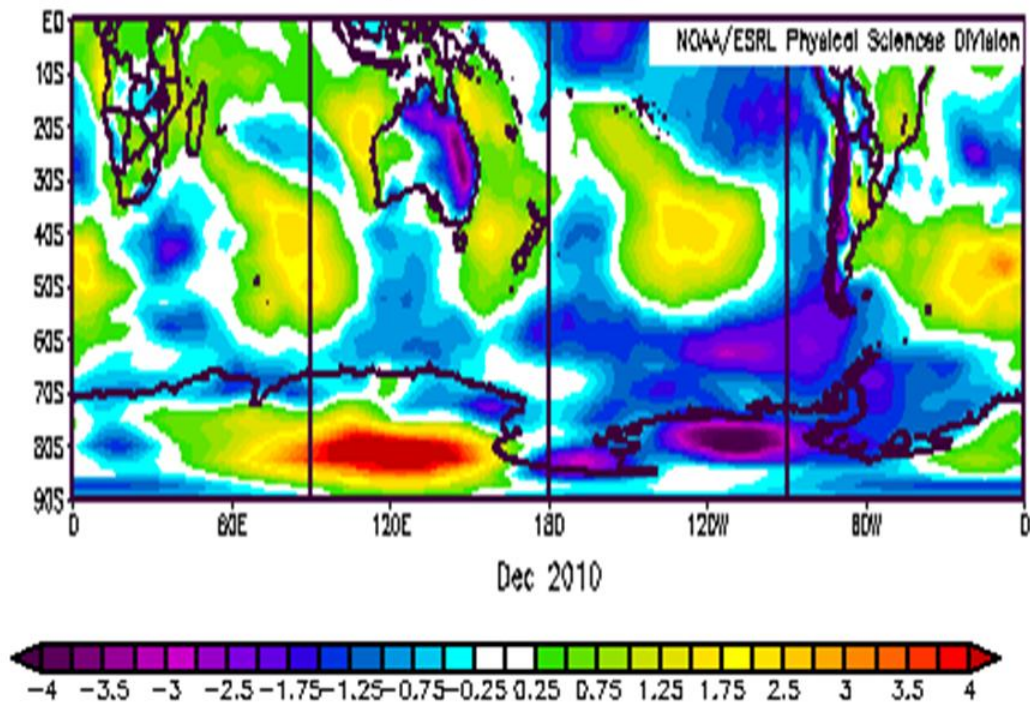 NOAA/ESRL Physical Sciences Division
EQ
10S
20S
30S
40S
50S
60S
70S
80S
90S
0 60E 120E 180 120W 60W 0
Dec 2010
-4 -3.5 -3 -2.5 -1.75 -1.25 -0.75 -0.25 0.25 0.75 1.25 1.75 2.5 3 3.5 4